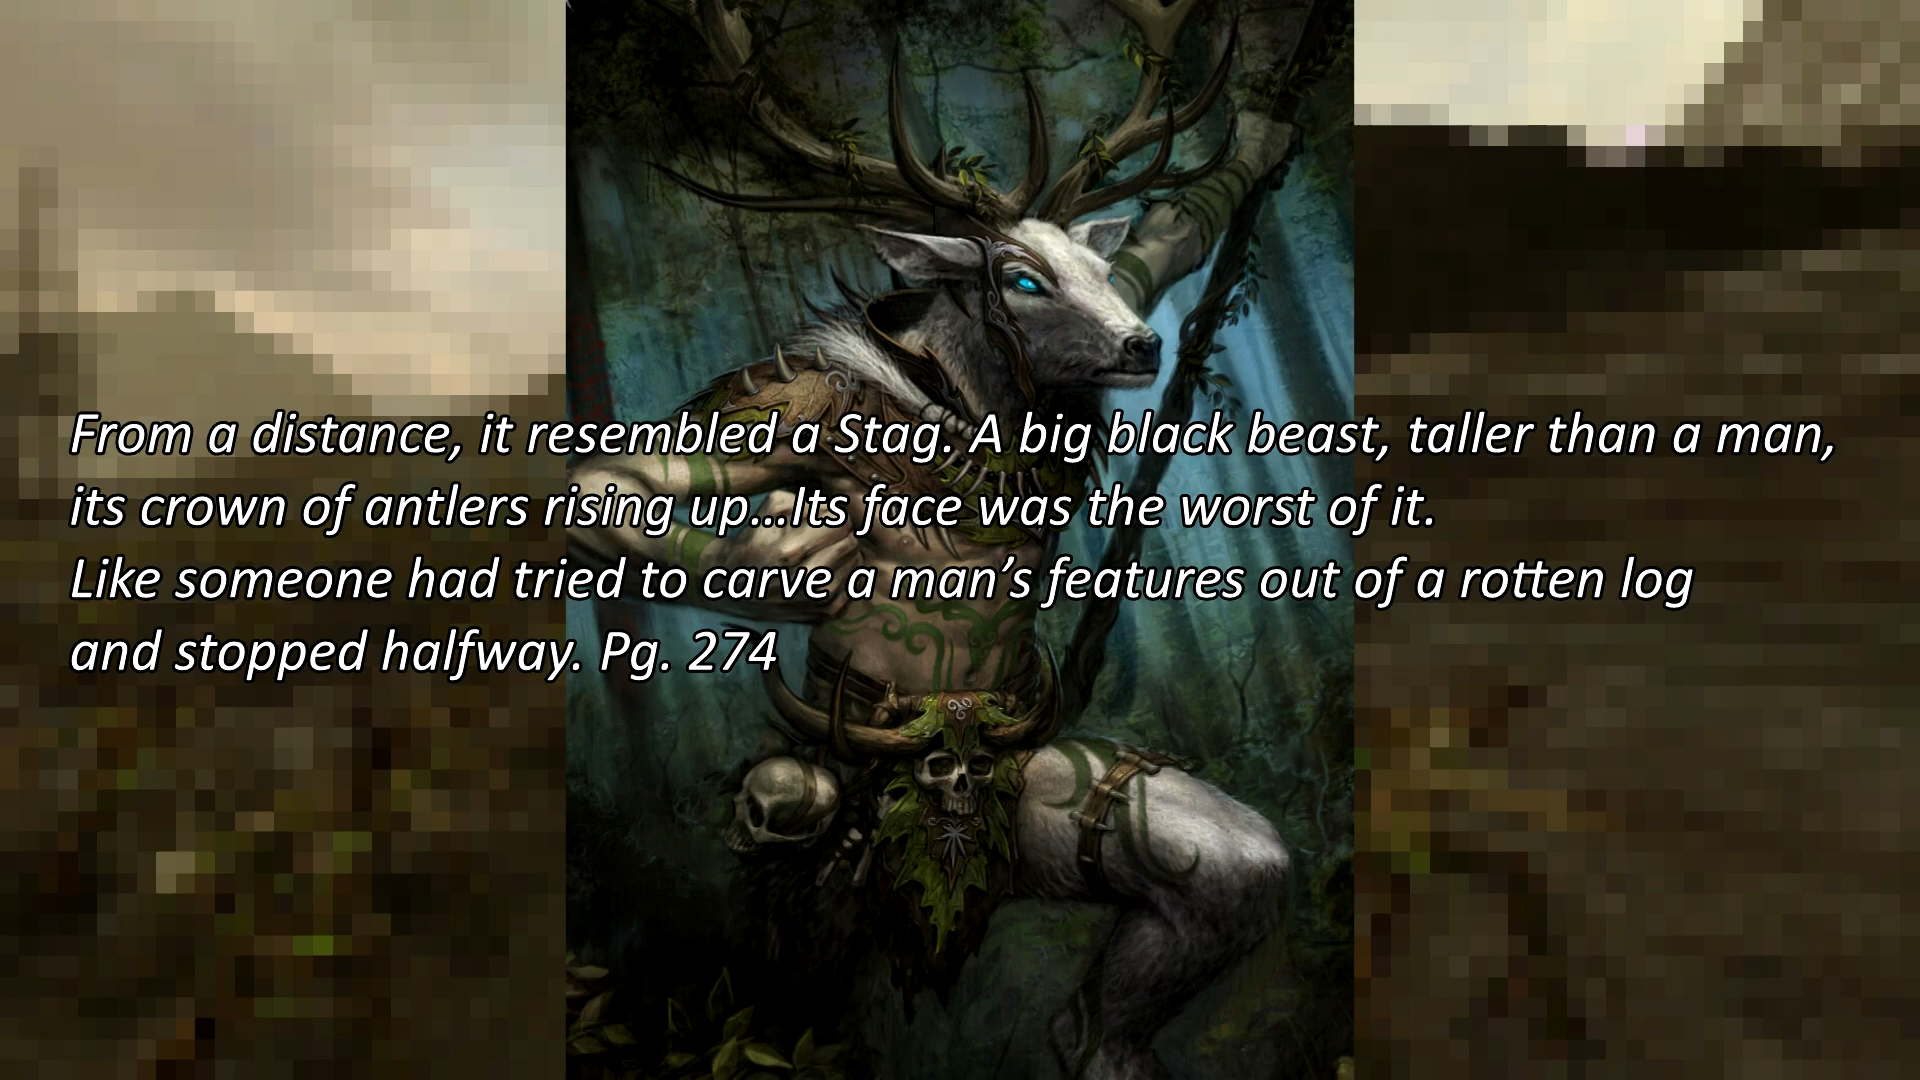 From a distance, it resembled a Stag. A big black beast, taller than a man,
its crown of antlers rising up...Its face was the worst of it.
Like someone had tried to carve a man’s features out of a rotten log
and stopped halfway. Pg. 274